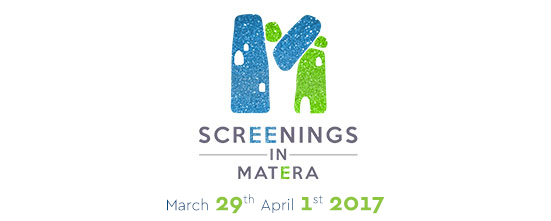 SCREENINGS
IN
MATERA
March 29th April 1st 2017